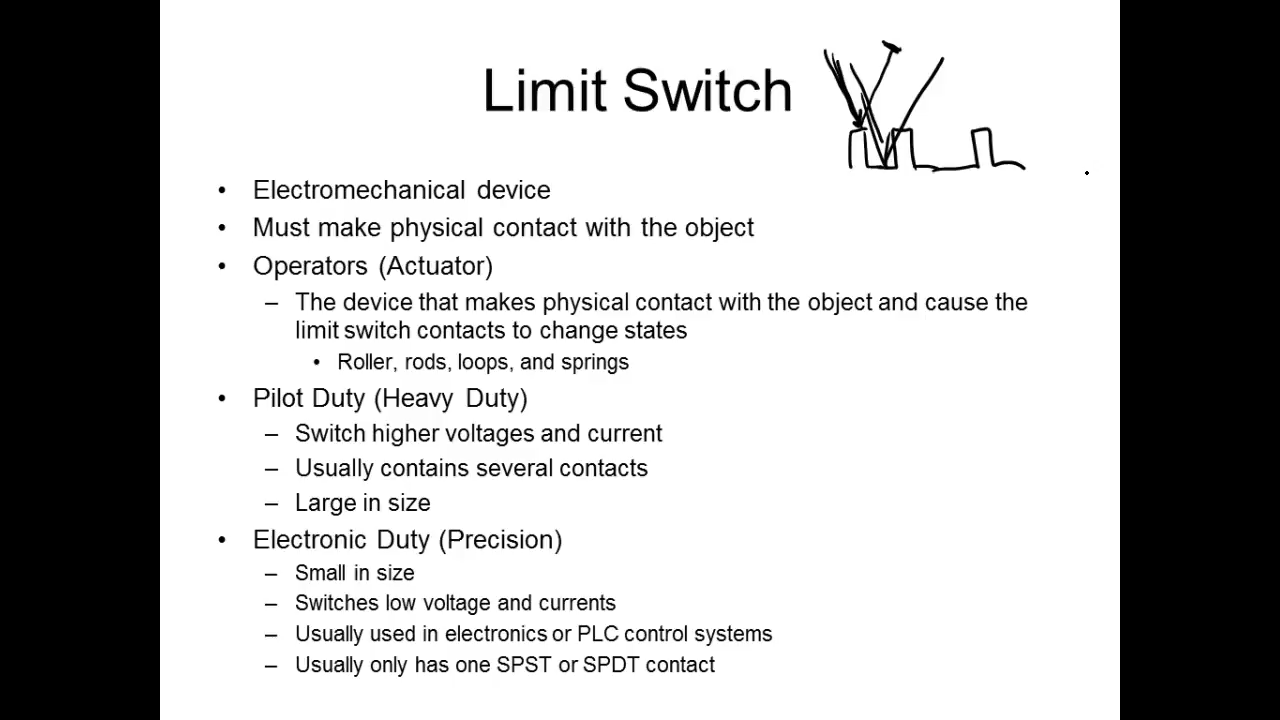 Limit Switch
• Electromechanical device
• Must make physical contact with the object
• Operators (Actuator)
– The device that makes physical contact with the object and cause the
limit switch contacts to change states
• Roller, rods, loops, and springs
• Pilot Duty (Heavy Duty)
– Switch higher voltages and current
– Usually contains several contacts
– Large in size
• Electronic Duty (Precision)
– Small in size
– Switches low voltage and currents
– Usually used in electronics or PLC control systems
– Usually only has one SPST or SPDT contact